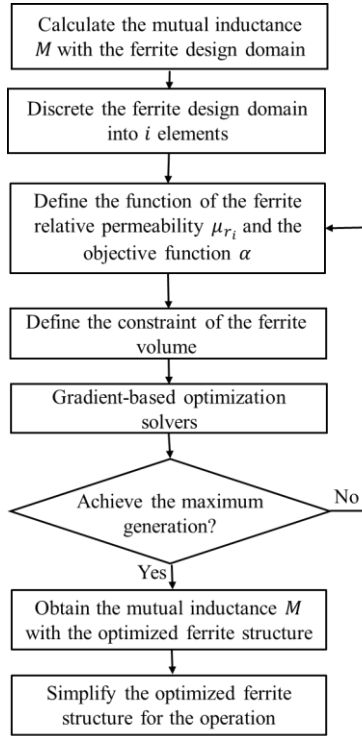 Calculate the mutual inductance
M with the ferrite design domain
Discrete the ferrite design domain
into i elements
Define the function of the ferrite
relative permeability μ_{r_i} and the
objective function α
Define the constraint of the ferrite
volume
Gradient-based optimization
solvers
Achieve the maximum
generation?
No
Yes
Obtain the mutual inductance M
with the optimized ferrite structure
Simplify the optimized ferrite
structure for the operation